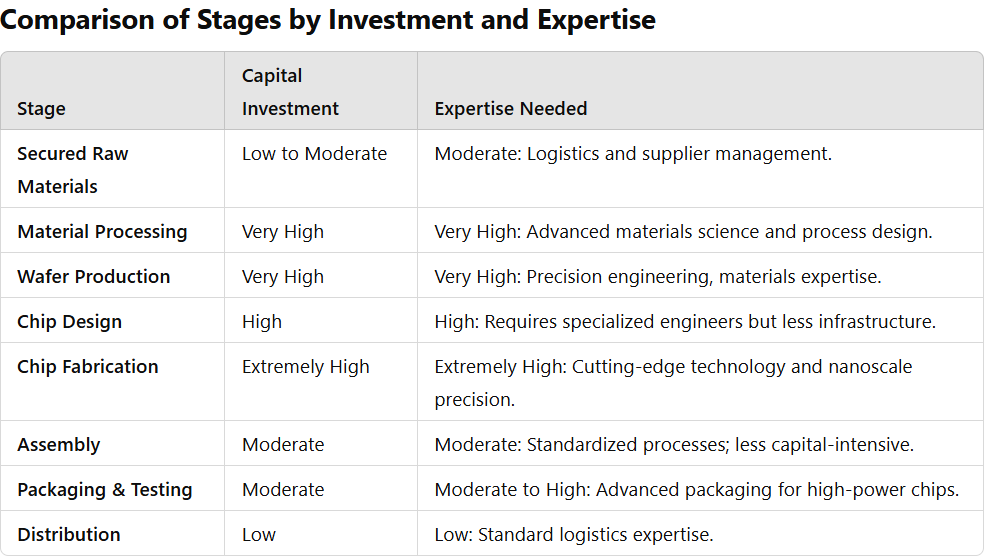 Comparison of Stages by Investment and Expertise
Stage
Capital
Investment
Expertise Needed
Secured Raw
Materials
Low to Moderate
Moderate: Logistics and supplier management.
Material Processing
Very High
Very High: Advanced materials science and process design.
Wafer Production
Very High
Very High: Precision engineering, materials expertise.
Chip Design
High
High: Requires specialized engineers but less infrastructure.
Chip Fabrication
Extremely High
Extremely High: Cutting-edge technology and nanoscale
precision.
Assembly
Moderate
Moderate: Standardized processes; less capital-intensive.
Packaging & Testing
Moderate
Moderate to High: Advanced packaging for high-power chips.
Distribution
Low
Low: Standard logistics expertise.